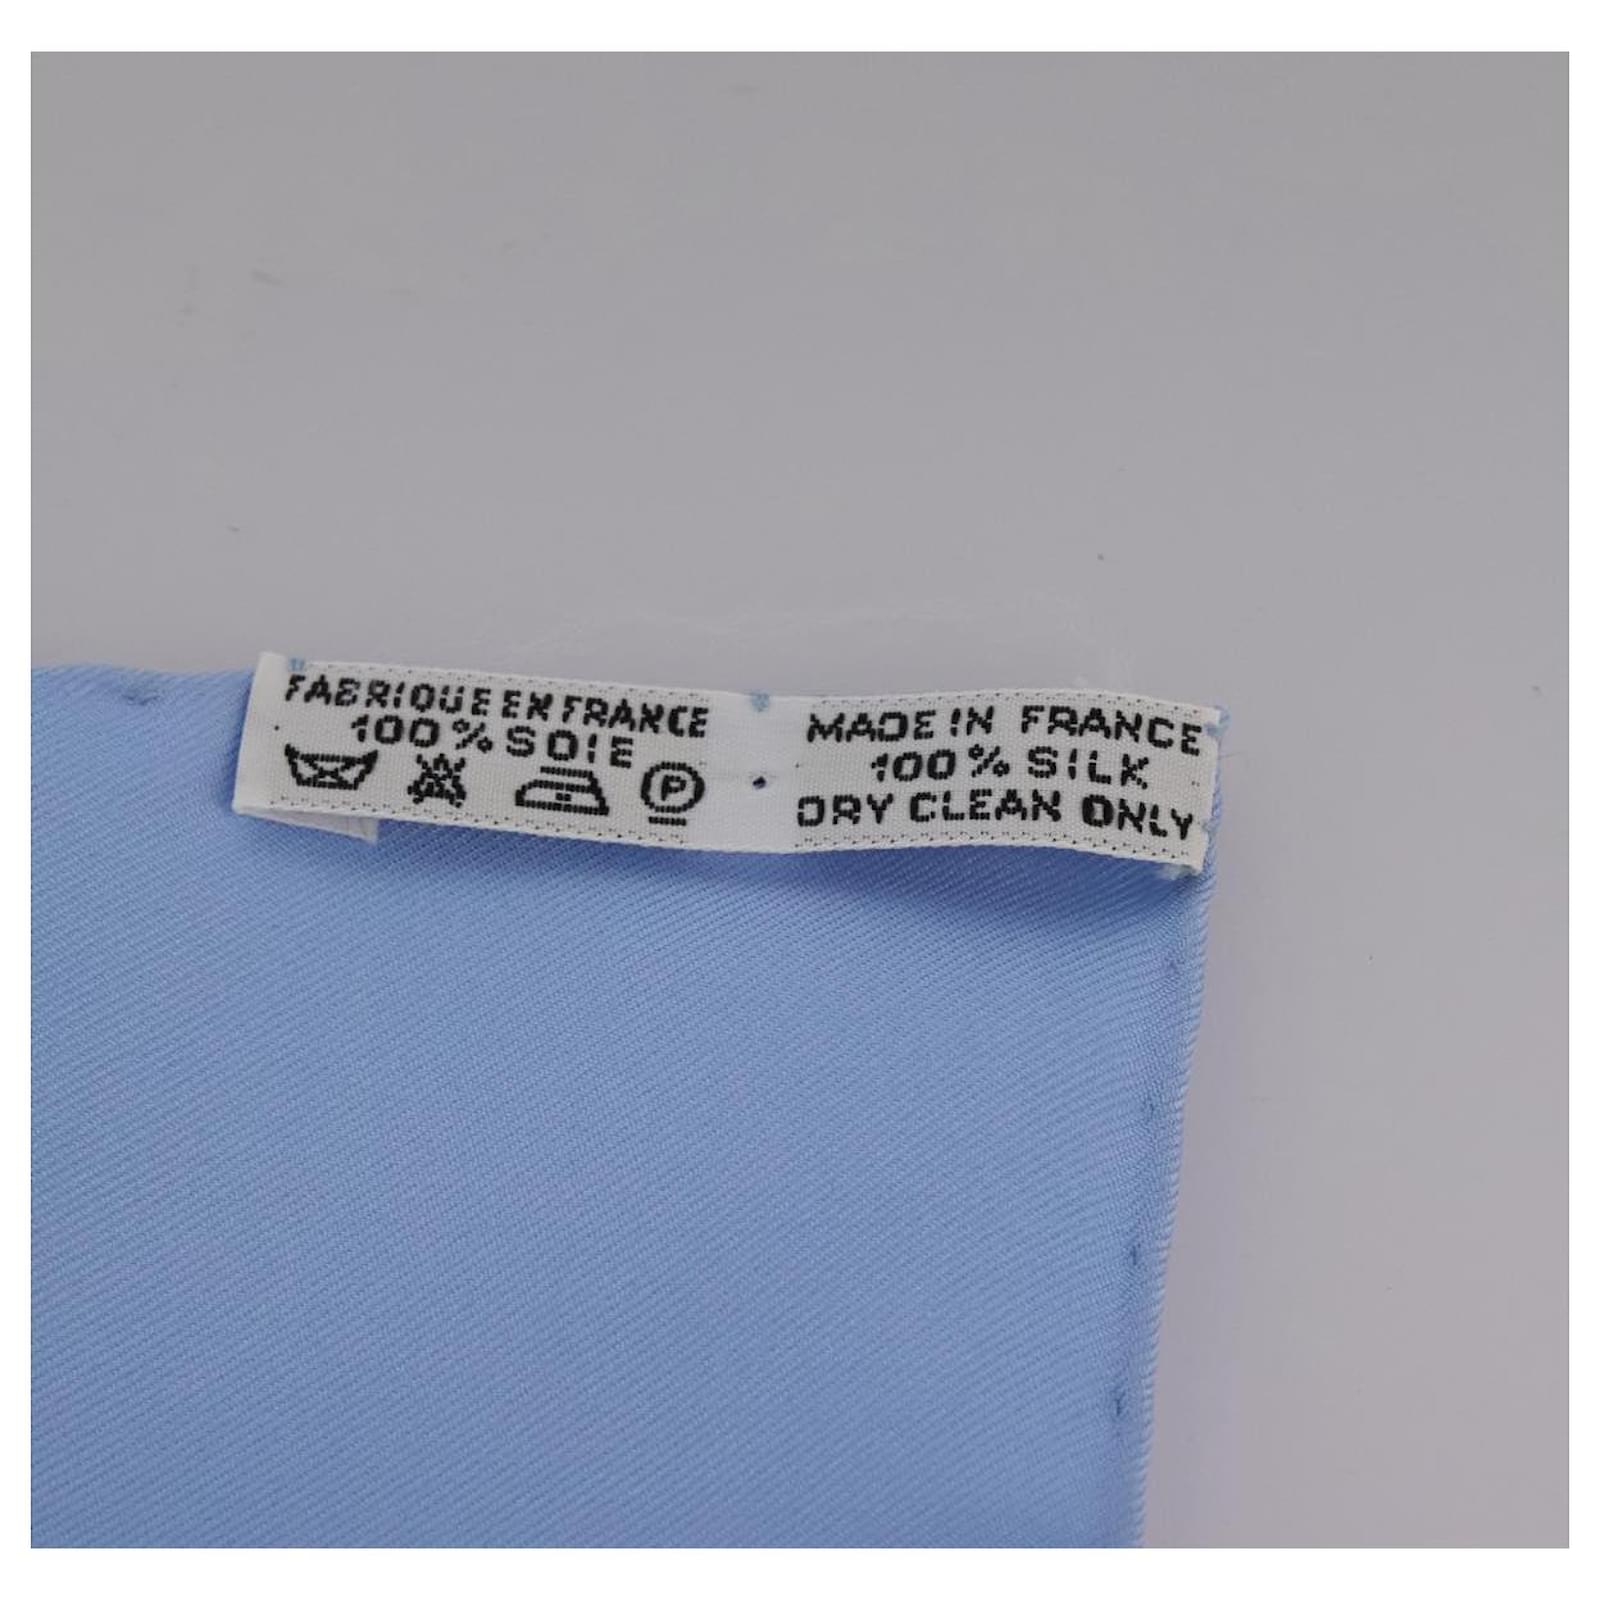 FABRIQUE EN FRANCE
100% SOIE
P
MADE IN FRANCE
100% SILK
DRY CLEAN ONLY